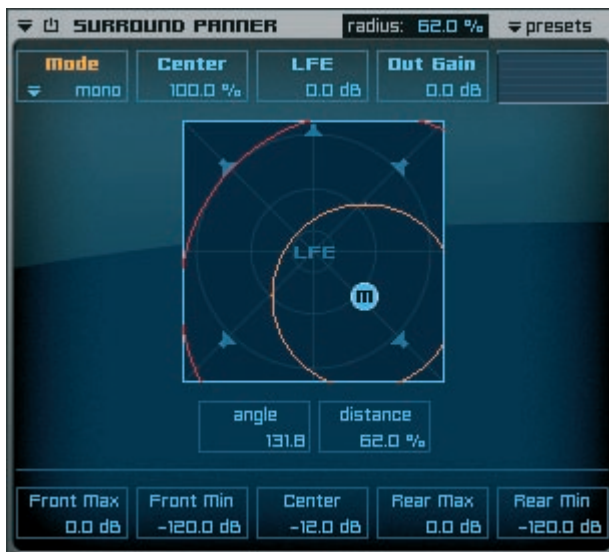 SURROUND PANNER radius: 62.0 % presets
Mode Center LFE Out Gain
mono 100.0 % 0.0 dB 0.0 dB
LFE
m
angle distance
131.8 62.0 %
Front Max Front Min Center Rear Max Rear Min
0.0 dB -120.0 dB -12.0 dB 0.0 dB -120.0 dB